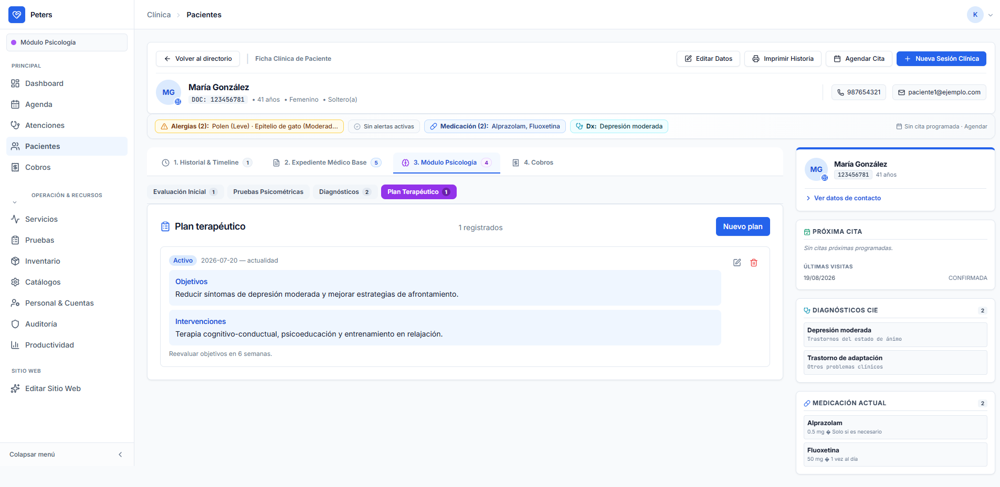 Peters
Clínica
Pacientes
K
Módulo Psicología
PRINCIPAL
Dashboard
Agenda
Atenciones
Pacientes
Cobros
OPERACIÓN & RECURSOS
Servicios
Pruebas
Inventario
Catálogos
Personal & Cuentas
Auditoría
Productividad
SITIO WEB
Editar Sitio Web
Colapsar menú
Volver al directorio
Ficha Clínica de Paciente
Editar Datos
Imprimir Historia
Agendar Cita
Nueva Sesión Clínica
MG
María González
DOC: 123456781 • 41 años • Femenino • Soltero(a)
987654321
paciente1@ejemplo.com
Alergias (2): Polen (Leve) · Epitelio de gato (Moderad...
Sin alertas activas
Medicación (2): Alprazolam, Fluoxetina
Dx: Depresión moderada
Sin cita programada · Agendar
1. Historial & Timeline 1
2. Expediente Médico Base 5
3. Módulo Psicología 4
4. Cobros
Evaluación Inicial 1
Pruebas Psicométricas
Diagnósticos 2
Plan Terapéutico 1
Plan terapéutico
1 registrados
Nuevo plan
Activo 2026-07-20 — actualidad
Objetivos
Reducir síntomas de depresión moderada y mejorar estrategias de afrontamiento.
Intervenciones
Terapia cognitivo-conductual, psicoeducación y entrenamiento en relajación.
Reevaluar objetivos en 6 semanas.
MG
María González
123456781 41 años
Ver datos de contacto
PRÓXIMA CITA
Sin citas próximas programadas.
ÚLTIMAS VISITAS
19/08/2026 CONFIRMADA
DIAGNÓSTICOS CIE 2
Depresión moderada
Trastornos del estado de ánimo
Trastorno de adaptación
Otros problemas clínicos
MEDICACIÓN ACTUAL 2
Alprazolam
0.5 mg � Solo si es necesario
Fluoxetina
50 mg � 1 vez al día